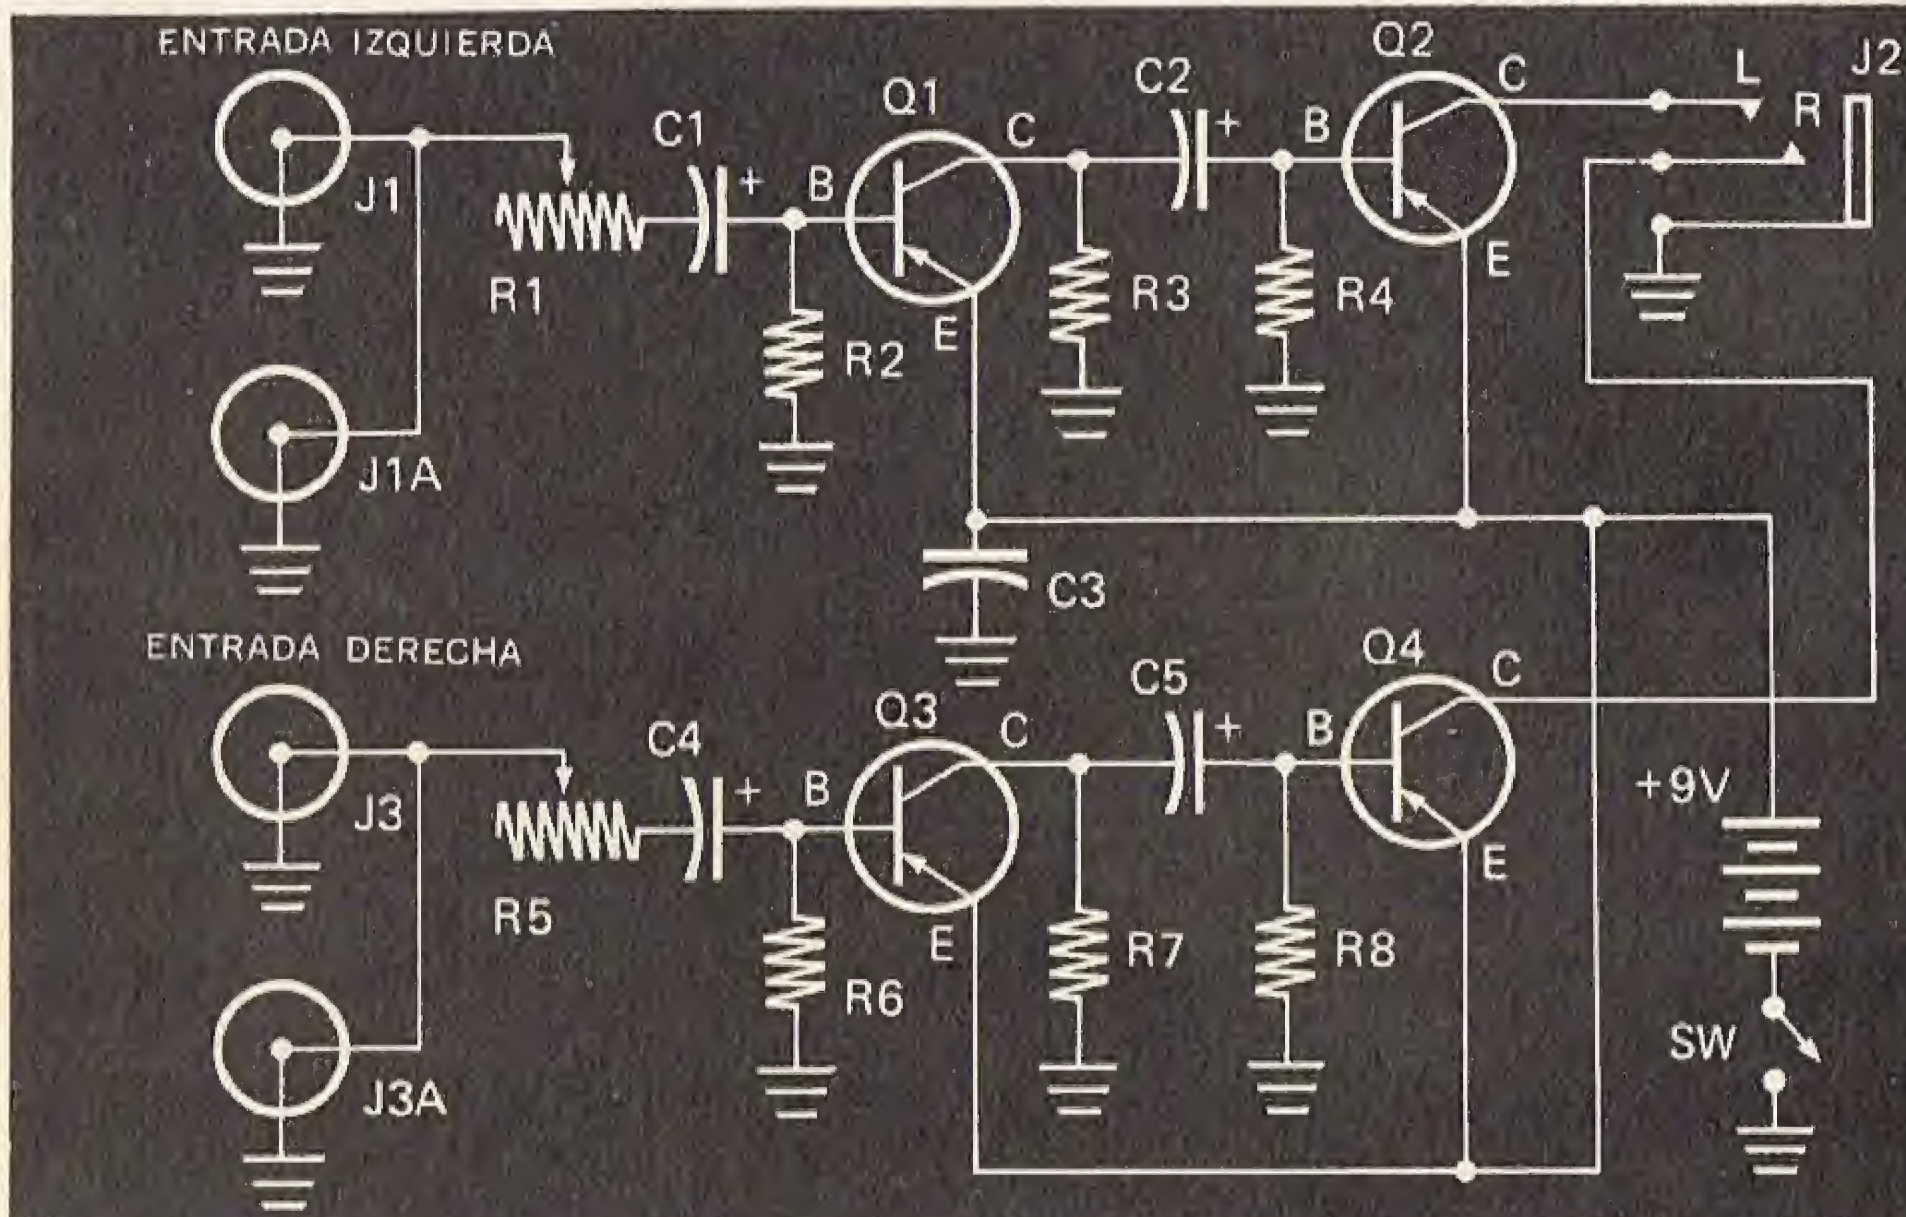 ENTRADA IZQUIERDA
J1
J1A
R1
C1
+
B
Q1
C
E
R2
C2
+
R3
B
Q2
C
E
R4
L
R
J2
C3
ENTRADA DERECHA
J3
J3A
R5
C4
+
B
Q3
C
E
R6
C5
+
R7
B
Q4
C
E
R8
+9V
SW